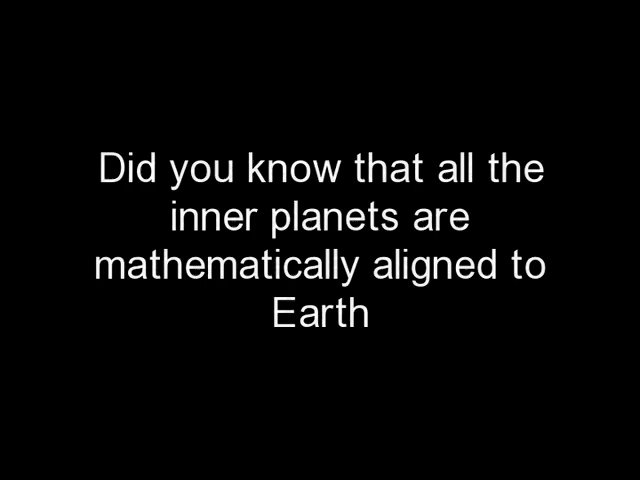 Did you know that all the
inner planets are
mathematically aligned to
Earth